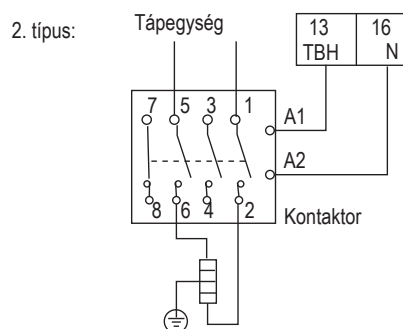 2. típus:
Tápegység
13 16
TBH N
7 5 3 1
A1
A2
8 6 4 2
Kontaktor